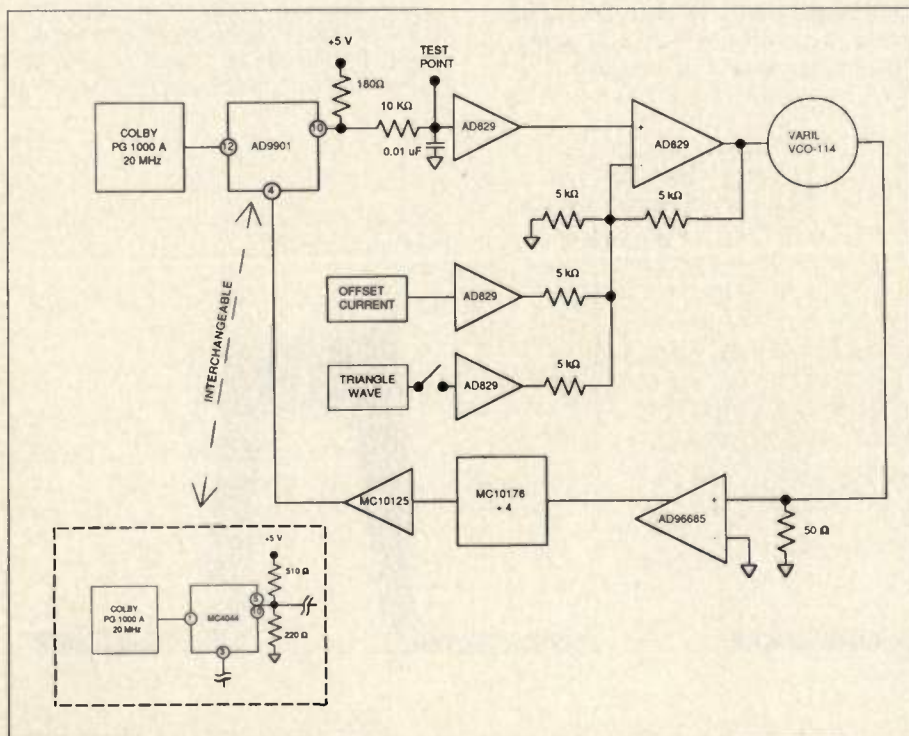 +5 V
180Ω
TEST
POINT
COLBY
PG 1000 A
20 MHz
12
AD9901
10
4
10 KΩ
0.01 uF
AD829
+
-
AD829
VARIL
VCO-114
5 kΩ
5 kΩ
OFFSET
CURRENT
AD829
5 kΩ
TRIANGLE
WAVE
AD829
5 kΩ
INTERCHANGEABLE
MC10125
MC10176
÷ 4
AD96685
+
-
50 Ω
+5 V
510 Ω
COLBY
PG 1000 A
20 MHz
1
MC4044
5
10
3
220 Ω